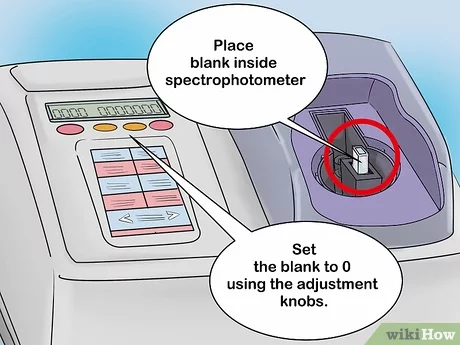 Place
blank inside
spectrophotometer
Set
the blank to 0
using the adjustment
knobs.
wikiHow